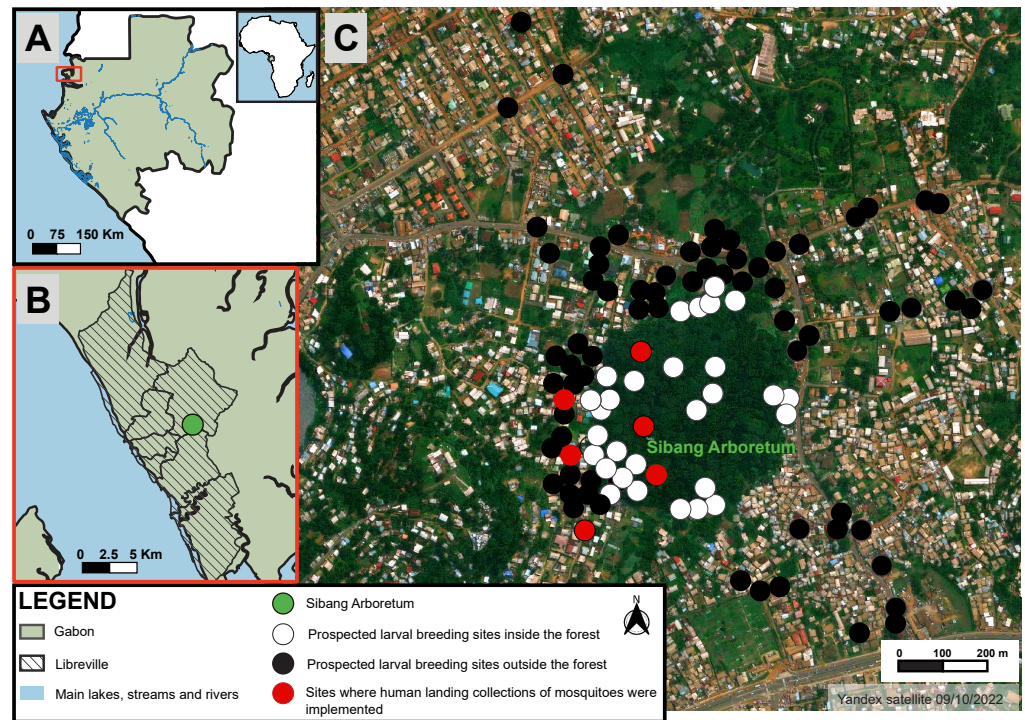 A
0 75 150 Km
B
0 2.5 5 Km
C
Sibang Arboretum
0 100 200 m
Yandex satellite 09/10/2022
LEGEND
Gabon
Libreville
Main lakes, streams and rivers
Sibang Arboretum
Prospected larval breeding sites inside the forest
Prospected larval breeding sites outside the forest
Sites where human landing collections of mosquitoes were
implemented
N